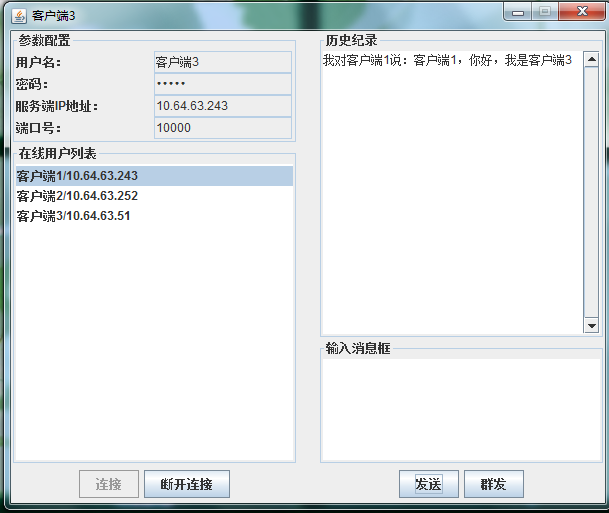 客户端3
参数配置
用户名：
客户端3
密码：
•••••
服务端IP地址：
10.64.63.243
端口号：
10000
在线用户列表
客户端1/10.64.63.243
客户端2/10.64.63.252
客户端3/10.64.63.51
连接
断开连接
历史纪录
我对客户端1说：客户端1，你好，我是客户端3
输入消息框
发送
群发